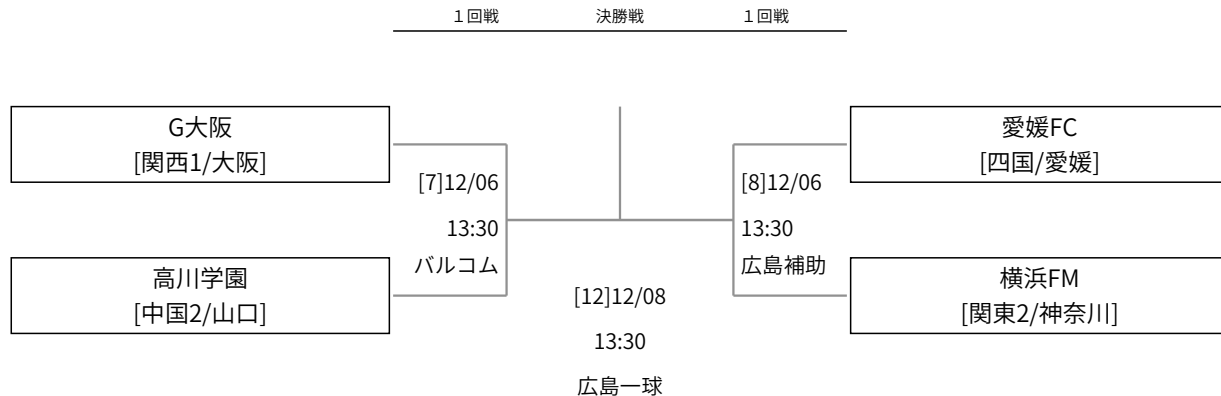 １回戦
決勝戦
１回戦
G大阪
[関西1/大阪]
愛媛FC
[四国/愛媛]
[7]12/06
13:30
バルコム
[8]12/06
13:30
広島補助
高川学園
[中国2/山口]
横浜FM
[関東2/神奈川]
[12]12/08
13:30
広島一球